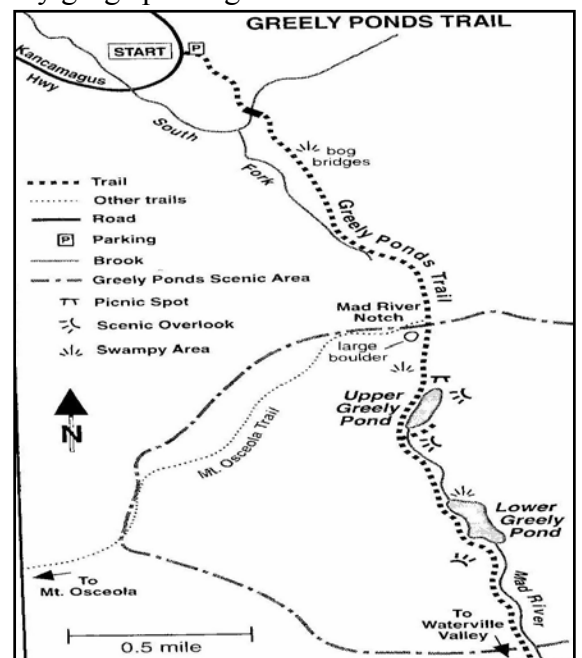 GREELY PONDS TRAIL
START P
Kancamagus
Hwy
South
Fork
bog
bridges
Trail
Other trails
Road
P Parking
Brook
Greely Ponds Scenic Area
Picnic Spot
Scenic Overlook
Swampy Area
Greely Ponds Trail
Mad River
Notch
large
boulder
N
Upper
Greely
Pond
Mt. Osceola Trail
Lower
Greely
Pond
To
Mt. Osceola
Mad River
To
Waterville
Valley
0.5 mile